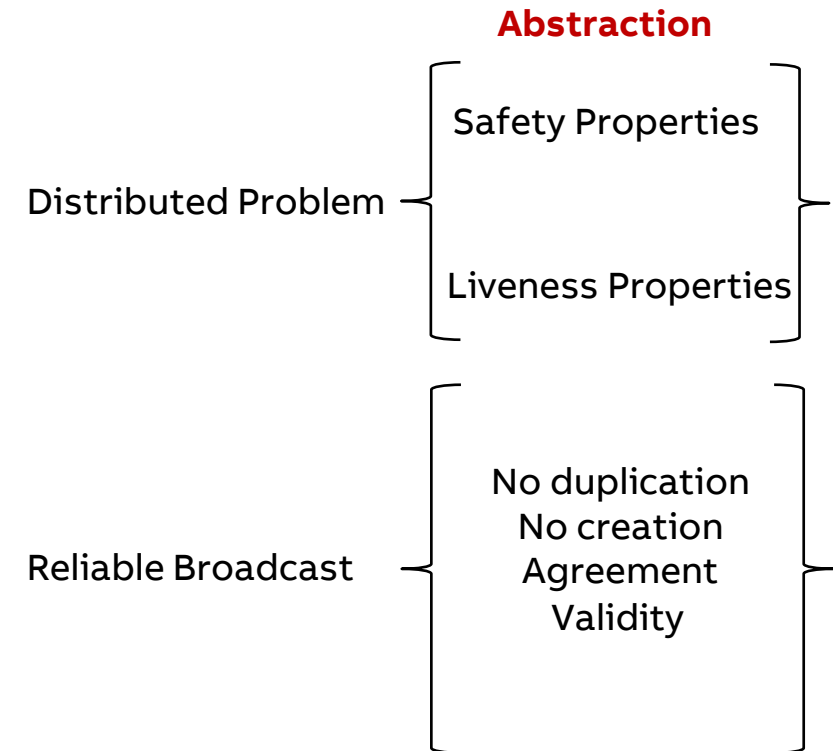 Abstraction
Safety Properties
Distributed Problem
Liveness Properties
No duplication
No creation
Reliable Broadcast
Agreement
Validity